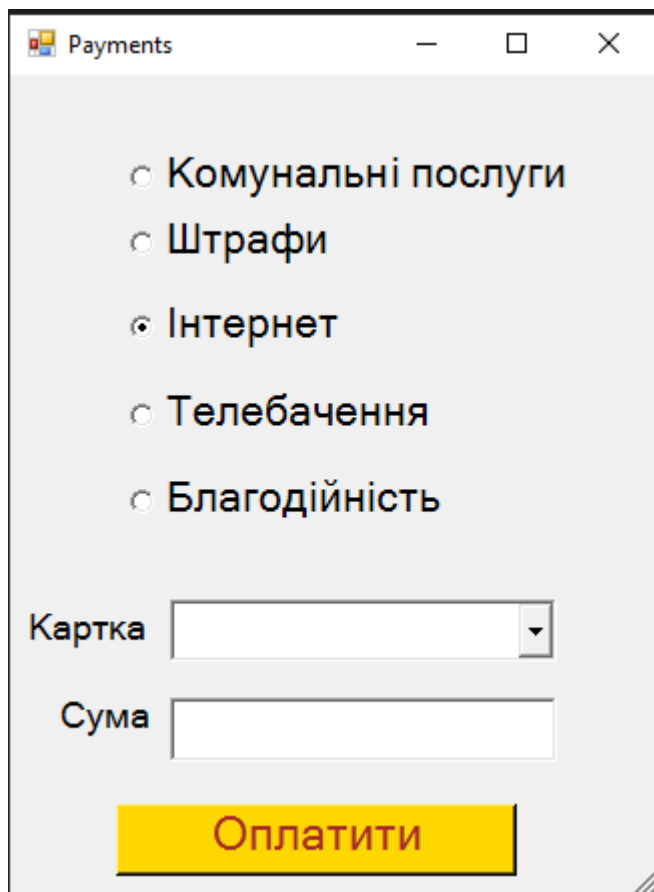 Payments
Комунальні послуги
Штрафи
Інтернет
Телебачення
Благодійність
Картка
Сума
Оплатити